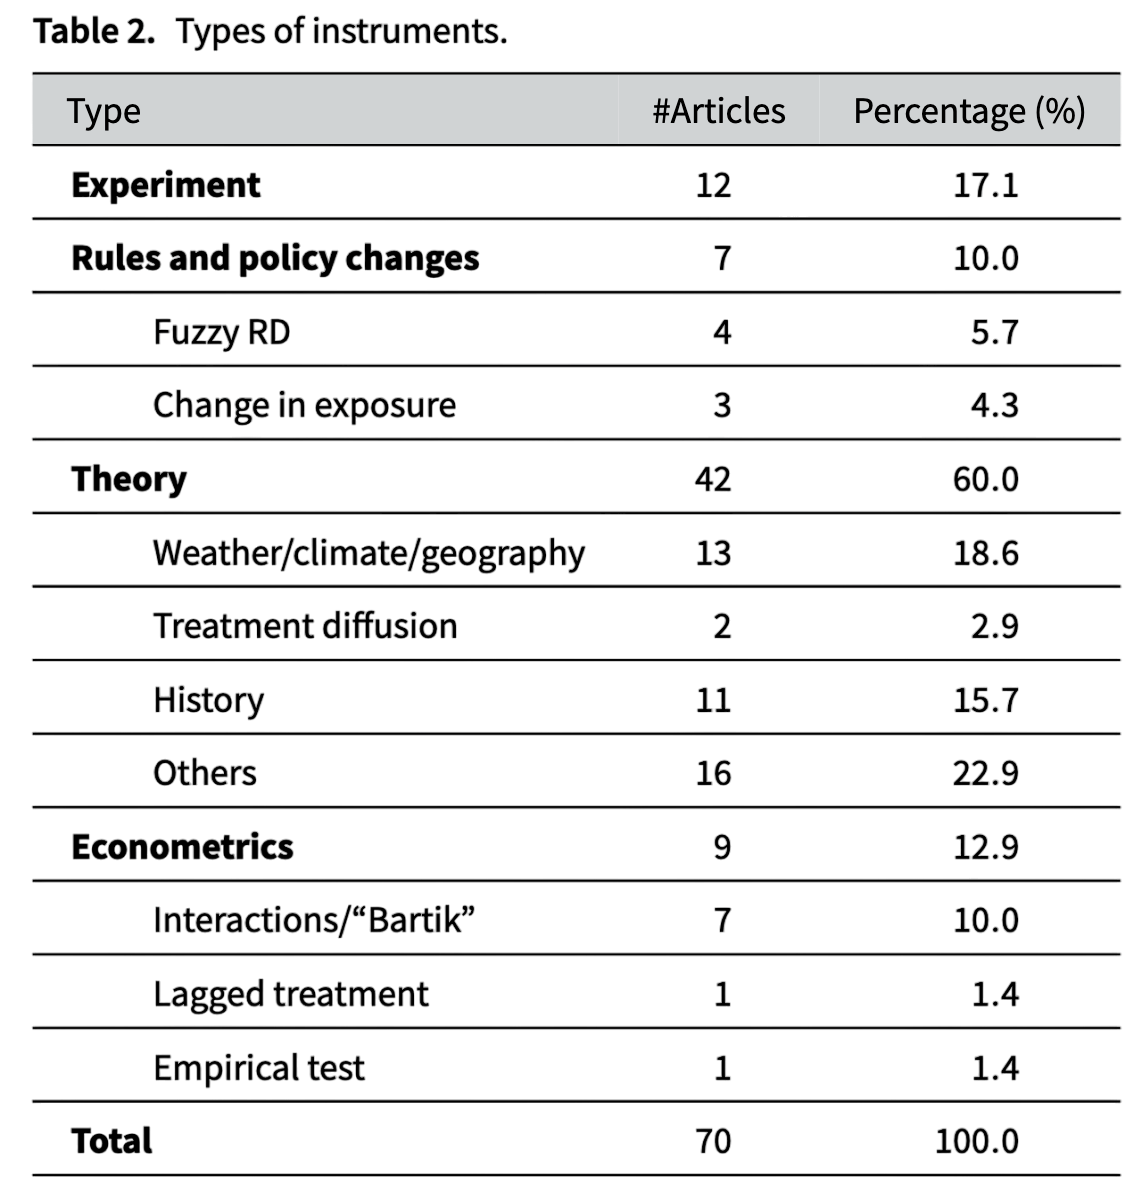 Table 2. Types of instruments.
Type #Articles Percentage (%)
Experiment 12 17.1
Rules and policy changes 7 10.0
Fuzzy RD 4 5.7
Change in exposure 3 4.3
Theory 42 60.0
Weather/climate/geography 13 18.6
Treatment diffusion 2 2.9
History 11 15.7
Others 16 22.9
Econometrics 9 12.9
Interactions/“Bartik” 7 10.0
Lagged treatment 1 1.4
Empirical test 1 1.4
Total 70 100.0